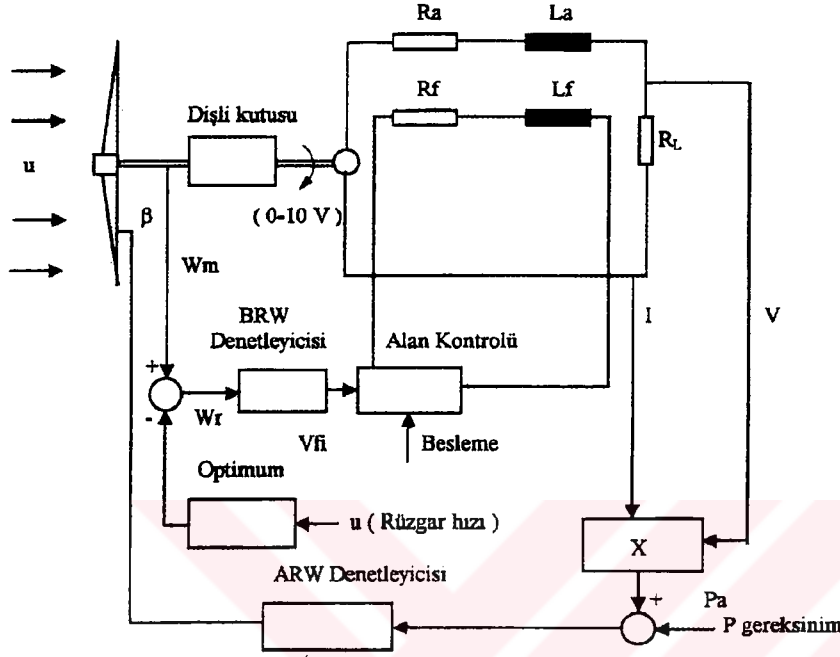 Ra
La
Rf
Lf
Dişli kutusu
R_L
u
β
( 0-10 V )
Wm
I
V
BRW
Denetleyicisi
Alan Kontrolü
+
-
Wr
Vfi
Besleme
Optimum
u ( Rüzgar hızı )
X
ARW Denetleyicisi
+
Pa
P gereksinim